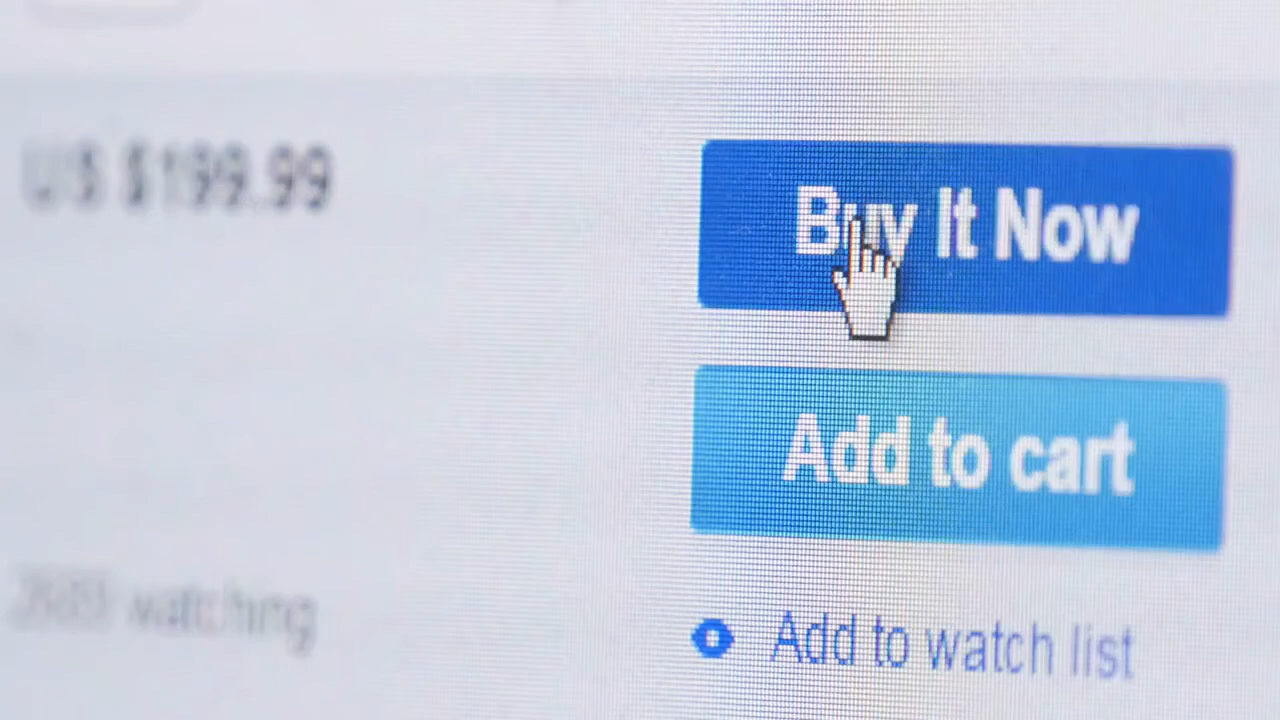 US $199.99
Buy It Now
Add to cart
watching
Add to watch list